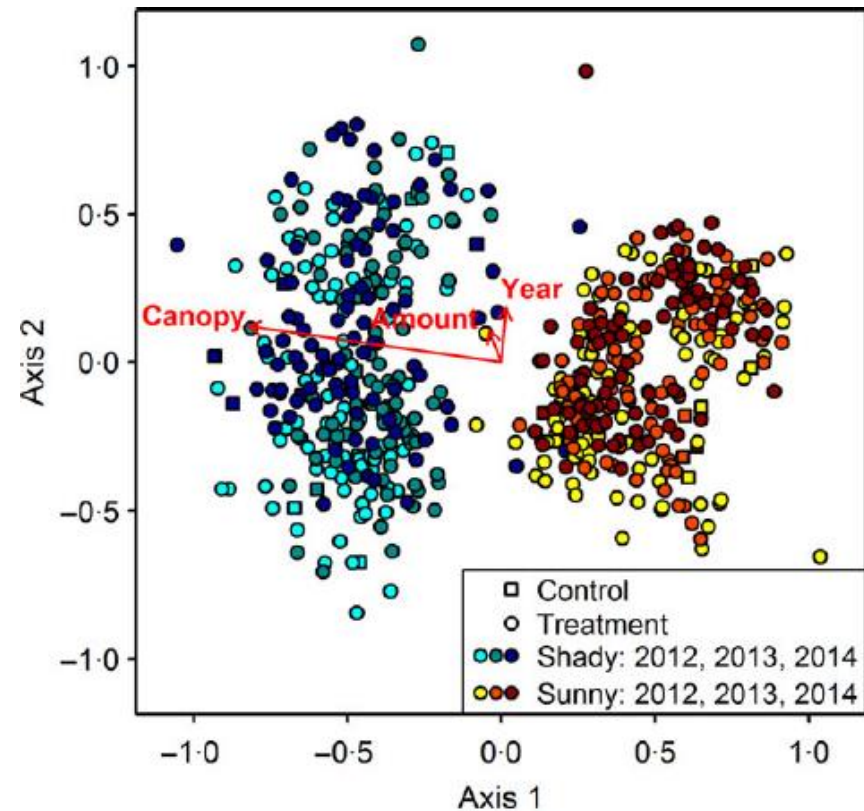 1·0
0·5
0·0
−0·5
−1·0
Axis 2
Canopy
Amount
Year
Control
Treatment
Shady: 2012, 2013, 2014
Sunny: 2012, 2013, 2014
−1·0 −0·5 0·0 0·5 1·0
Axis 1